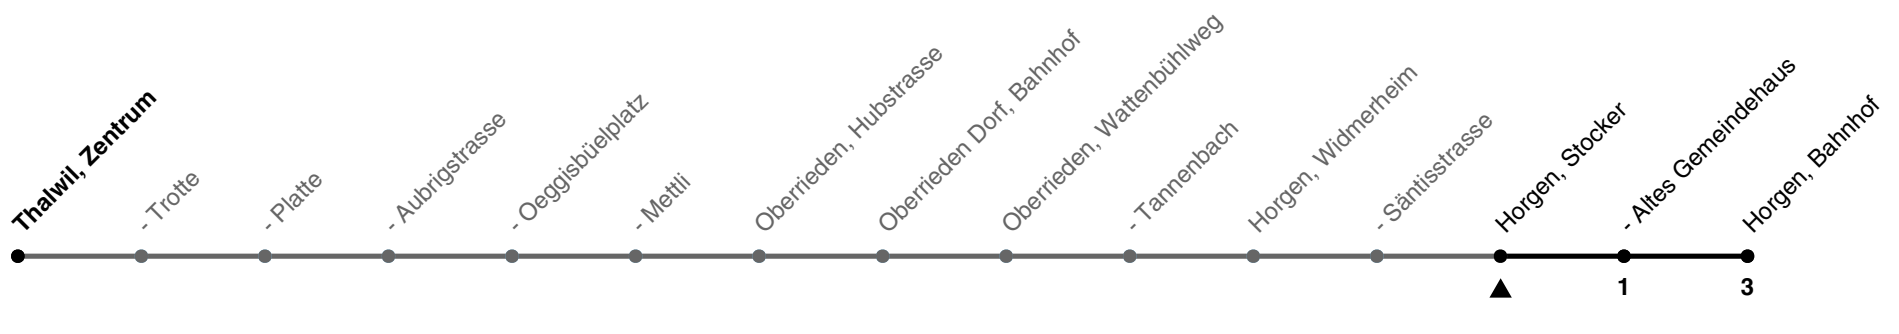 Thalwil, Zentrum
- Trotte
- Platte
- Aubrigstrasse
- Oeggisbüelplatz
- Mettli
Oberrieden, Hubstrasse
Oberrieden Dorf, Bahnhof
Oberrieden, Wattenbühlweg
- Tannenbach
Horgen, Widmerheim
- Säntisstrasse
Horgen, Stocker
- Altes Gemeindehaus
Horgen, Bahnhof
1
3